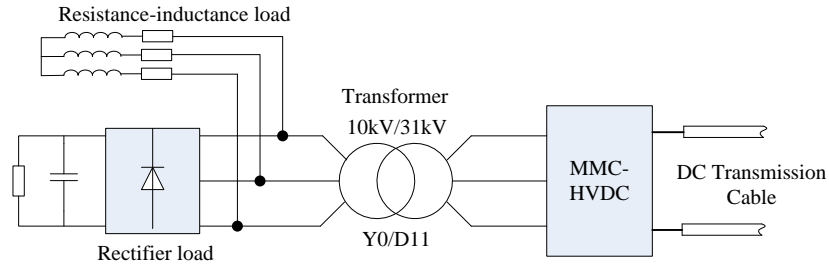 Resistance-inductance load
Transformer
10kV/31kV
MMC-
HVDC
DC Transmission
Cable
Y0/D11
Rectifier load